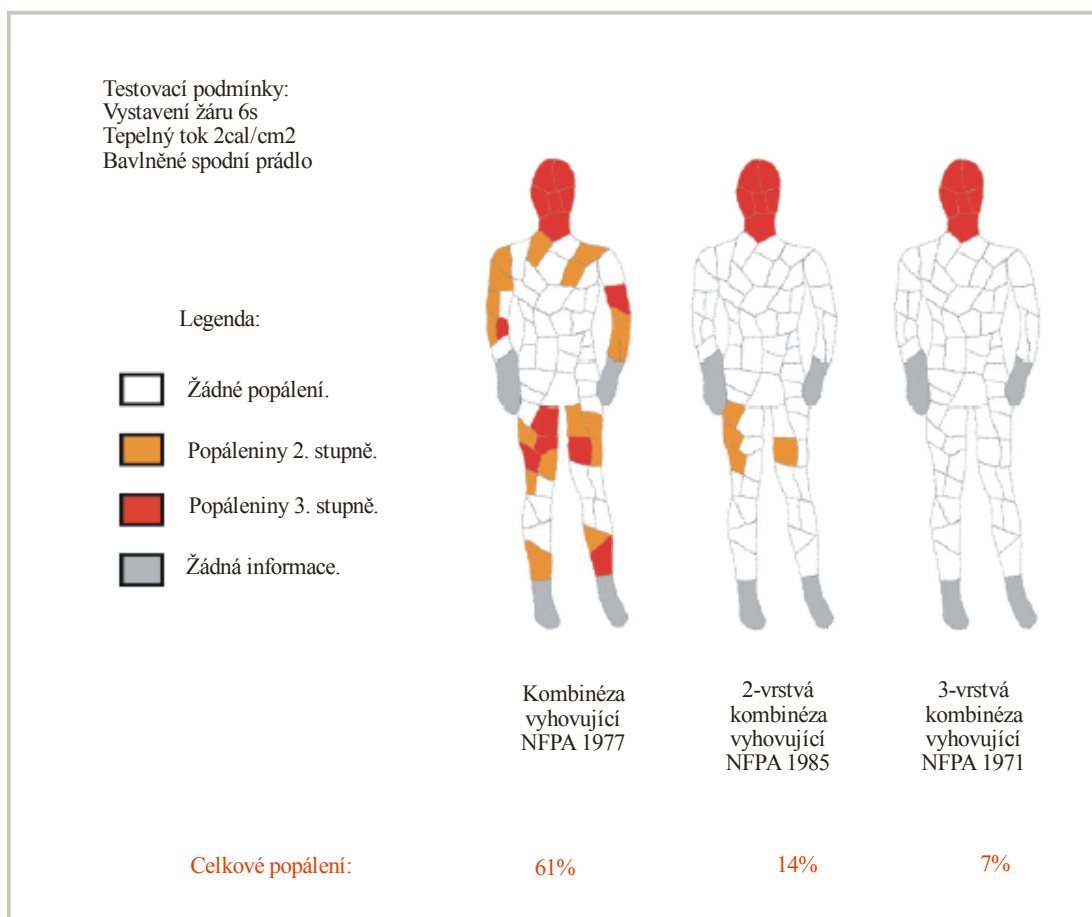 Testovací podmínky:
Vystavení žáru 6s
Tepelný tok 2cal/cm2
Bavlněné spodní prádlo
Legenda:
Žádné popálení.
Popáleniny 2. stupně.
Popáleniny 3. stupně.
Žádná informace.
Kombinéza
vyhovující
NFPA 1977
2-vrstvá
kombinéza
vyhovující
NFPA 1985
3-vrstvá
kombinéza
vyhovující
NFPA 1971
Celkové popálení: 61% 14% 7%